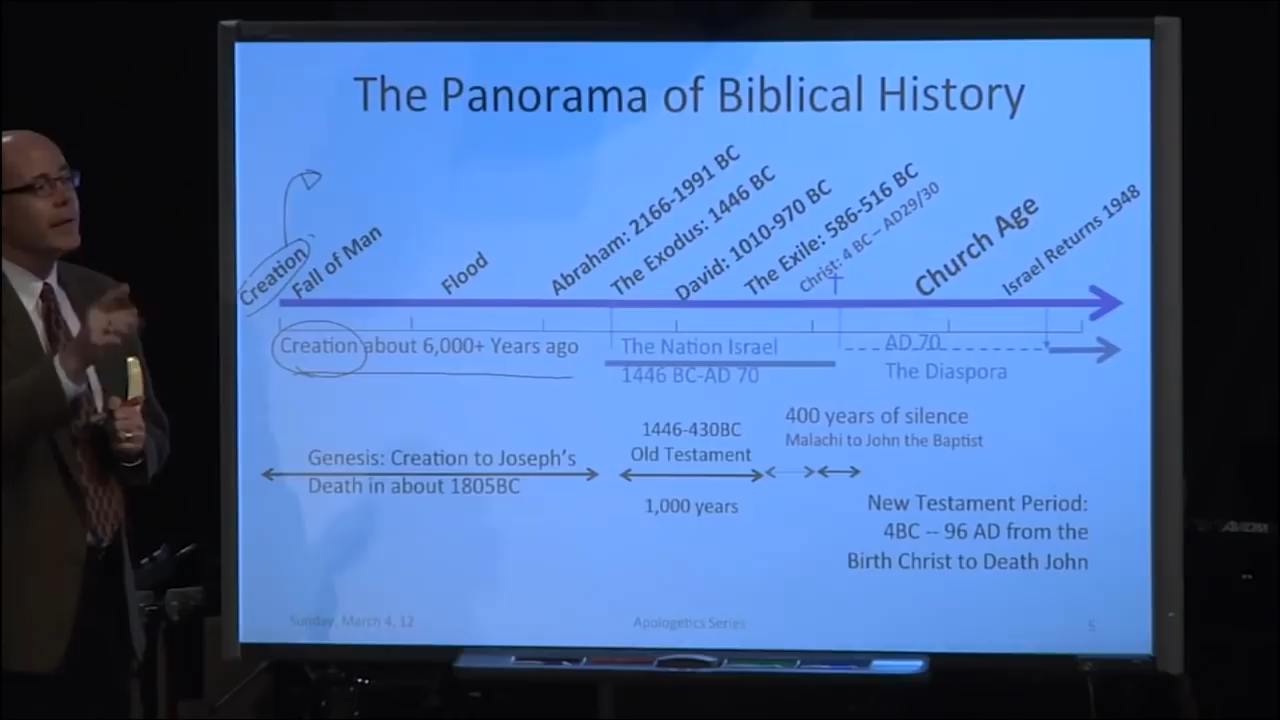 The Panorama of Biblical History
Creation
Fall of Man
Flood
Abraham: 2166-1991 BC
The Exodus: 1446 BC
David: 1010-970 BC
The Exile: 586-516 BC
Christ: 4 BC – AD29/30
Church Age
Israel Returns 1948
Creation about 6,000+ Years ago
The Nation Israel
1446 BC-AD 70
AD 70
The Diaspora
400 years of silence
Malachi to John the Baptist
1446-430BC
Old Testament
1,000 years
Genesis: Creation to Joseph's
Death in about 1805BC
New Testament Period:
4BC -- 96 AD from the
Birth Christ to Death John
Sunday, March 4, 12
Apologetics Series
5